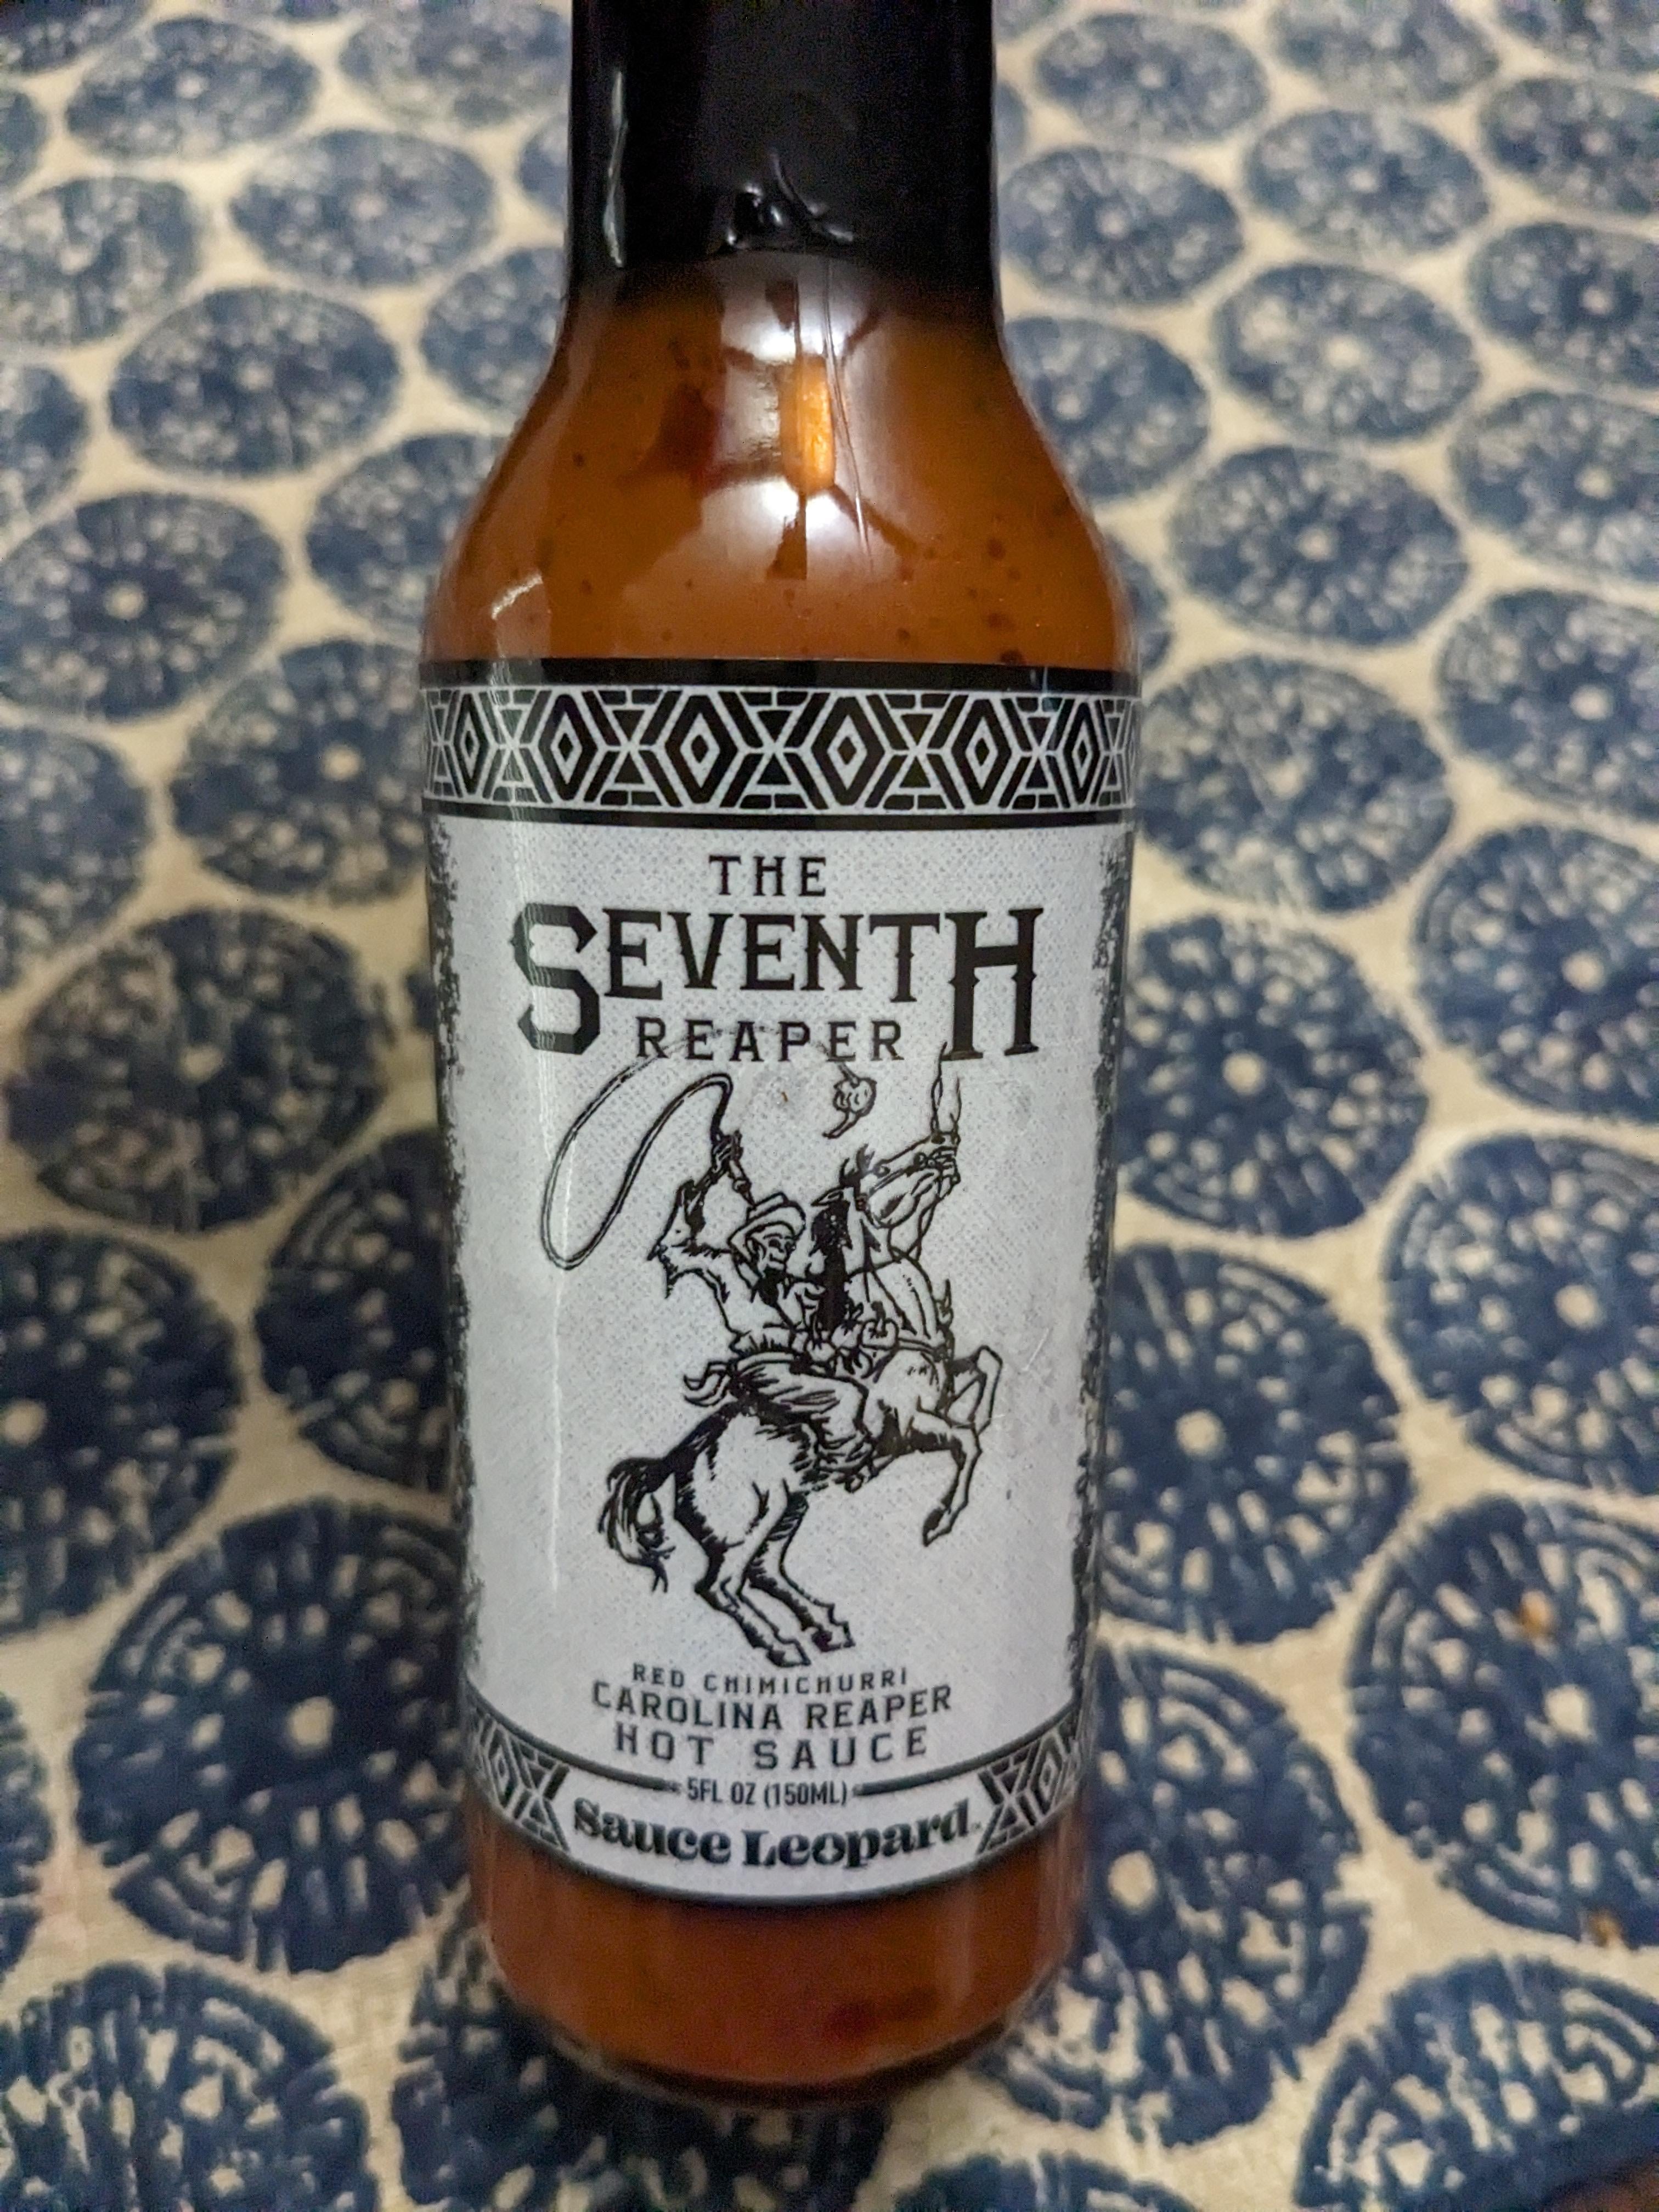 THE
SEVENTH
REAPER
RED CHIMICHURRI
CAROLINA REAPER
HOT SAUCE
5FL OZ (150ML)
Sauce Leopard